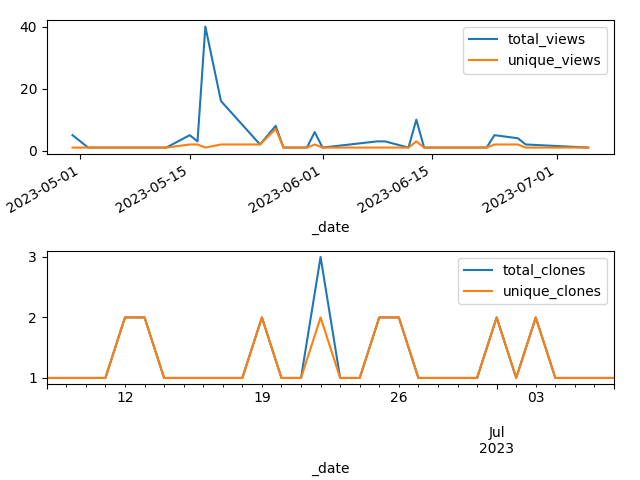 40
20
0
total_views
unique_views
2023-05-01
2023-05-15
2023-06-01
2023-06-15
2023-07-01
_date
3
2
1
total_clones
unique_clones
12
19
26
03
Jul
2023
_date